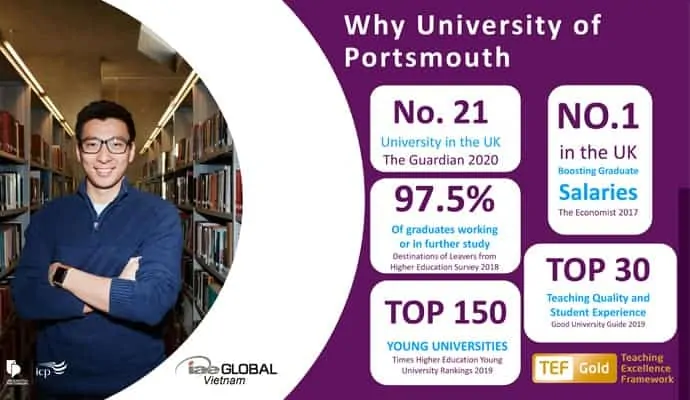 Why University of
Portsmouth
No. 21
University in the UK
The Guardian 2020
NO.1
in the UK
Boosting Graduate
Salaries
The Economist 2017
97.5%
Of graduates working
or in further study
Destinations of Leavers from
Higher Education Survey 2018
TOP 30
Teaching Quality and
Student Experience
Good University Guide 2019
TOP 150
YOUNG UNIVERSITIES
Times Higher Education Young
University Rankings 2019
TEF Gold
Teaching
Excellence
Framework
icp
iae GLOBAL
Vietnam